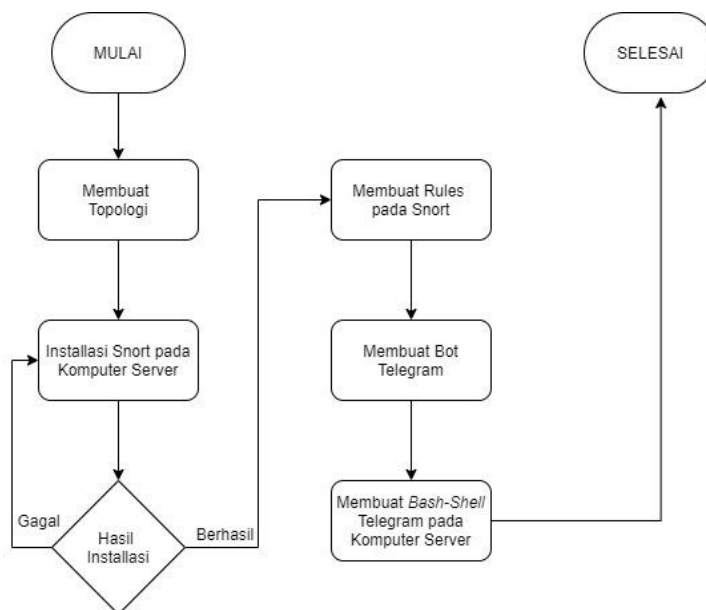 MULAI
Membuat
Topologi
Installasi Snort pada
Komputer Server
Gagal
Hasil
Installasi
Berhasil
Membuat Rules
pada Snort
Membuat Bot
Telegram
Membuat Bash-Shell
Telegram pada
Komputer Server
SELESAI